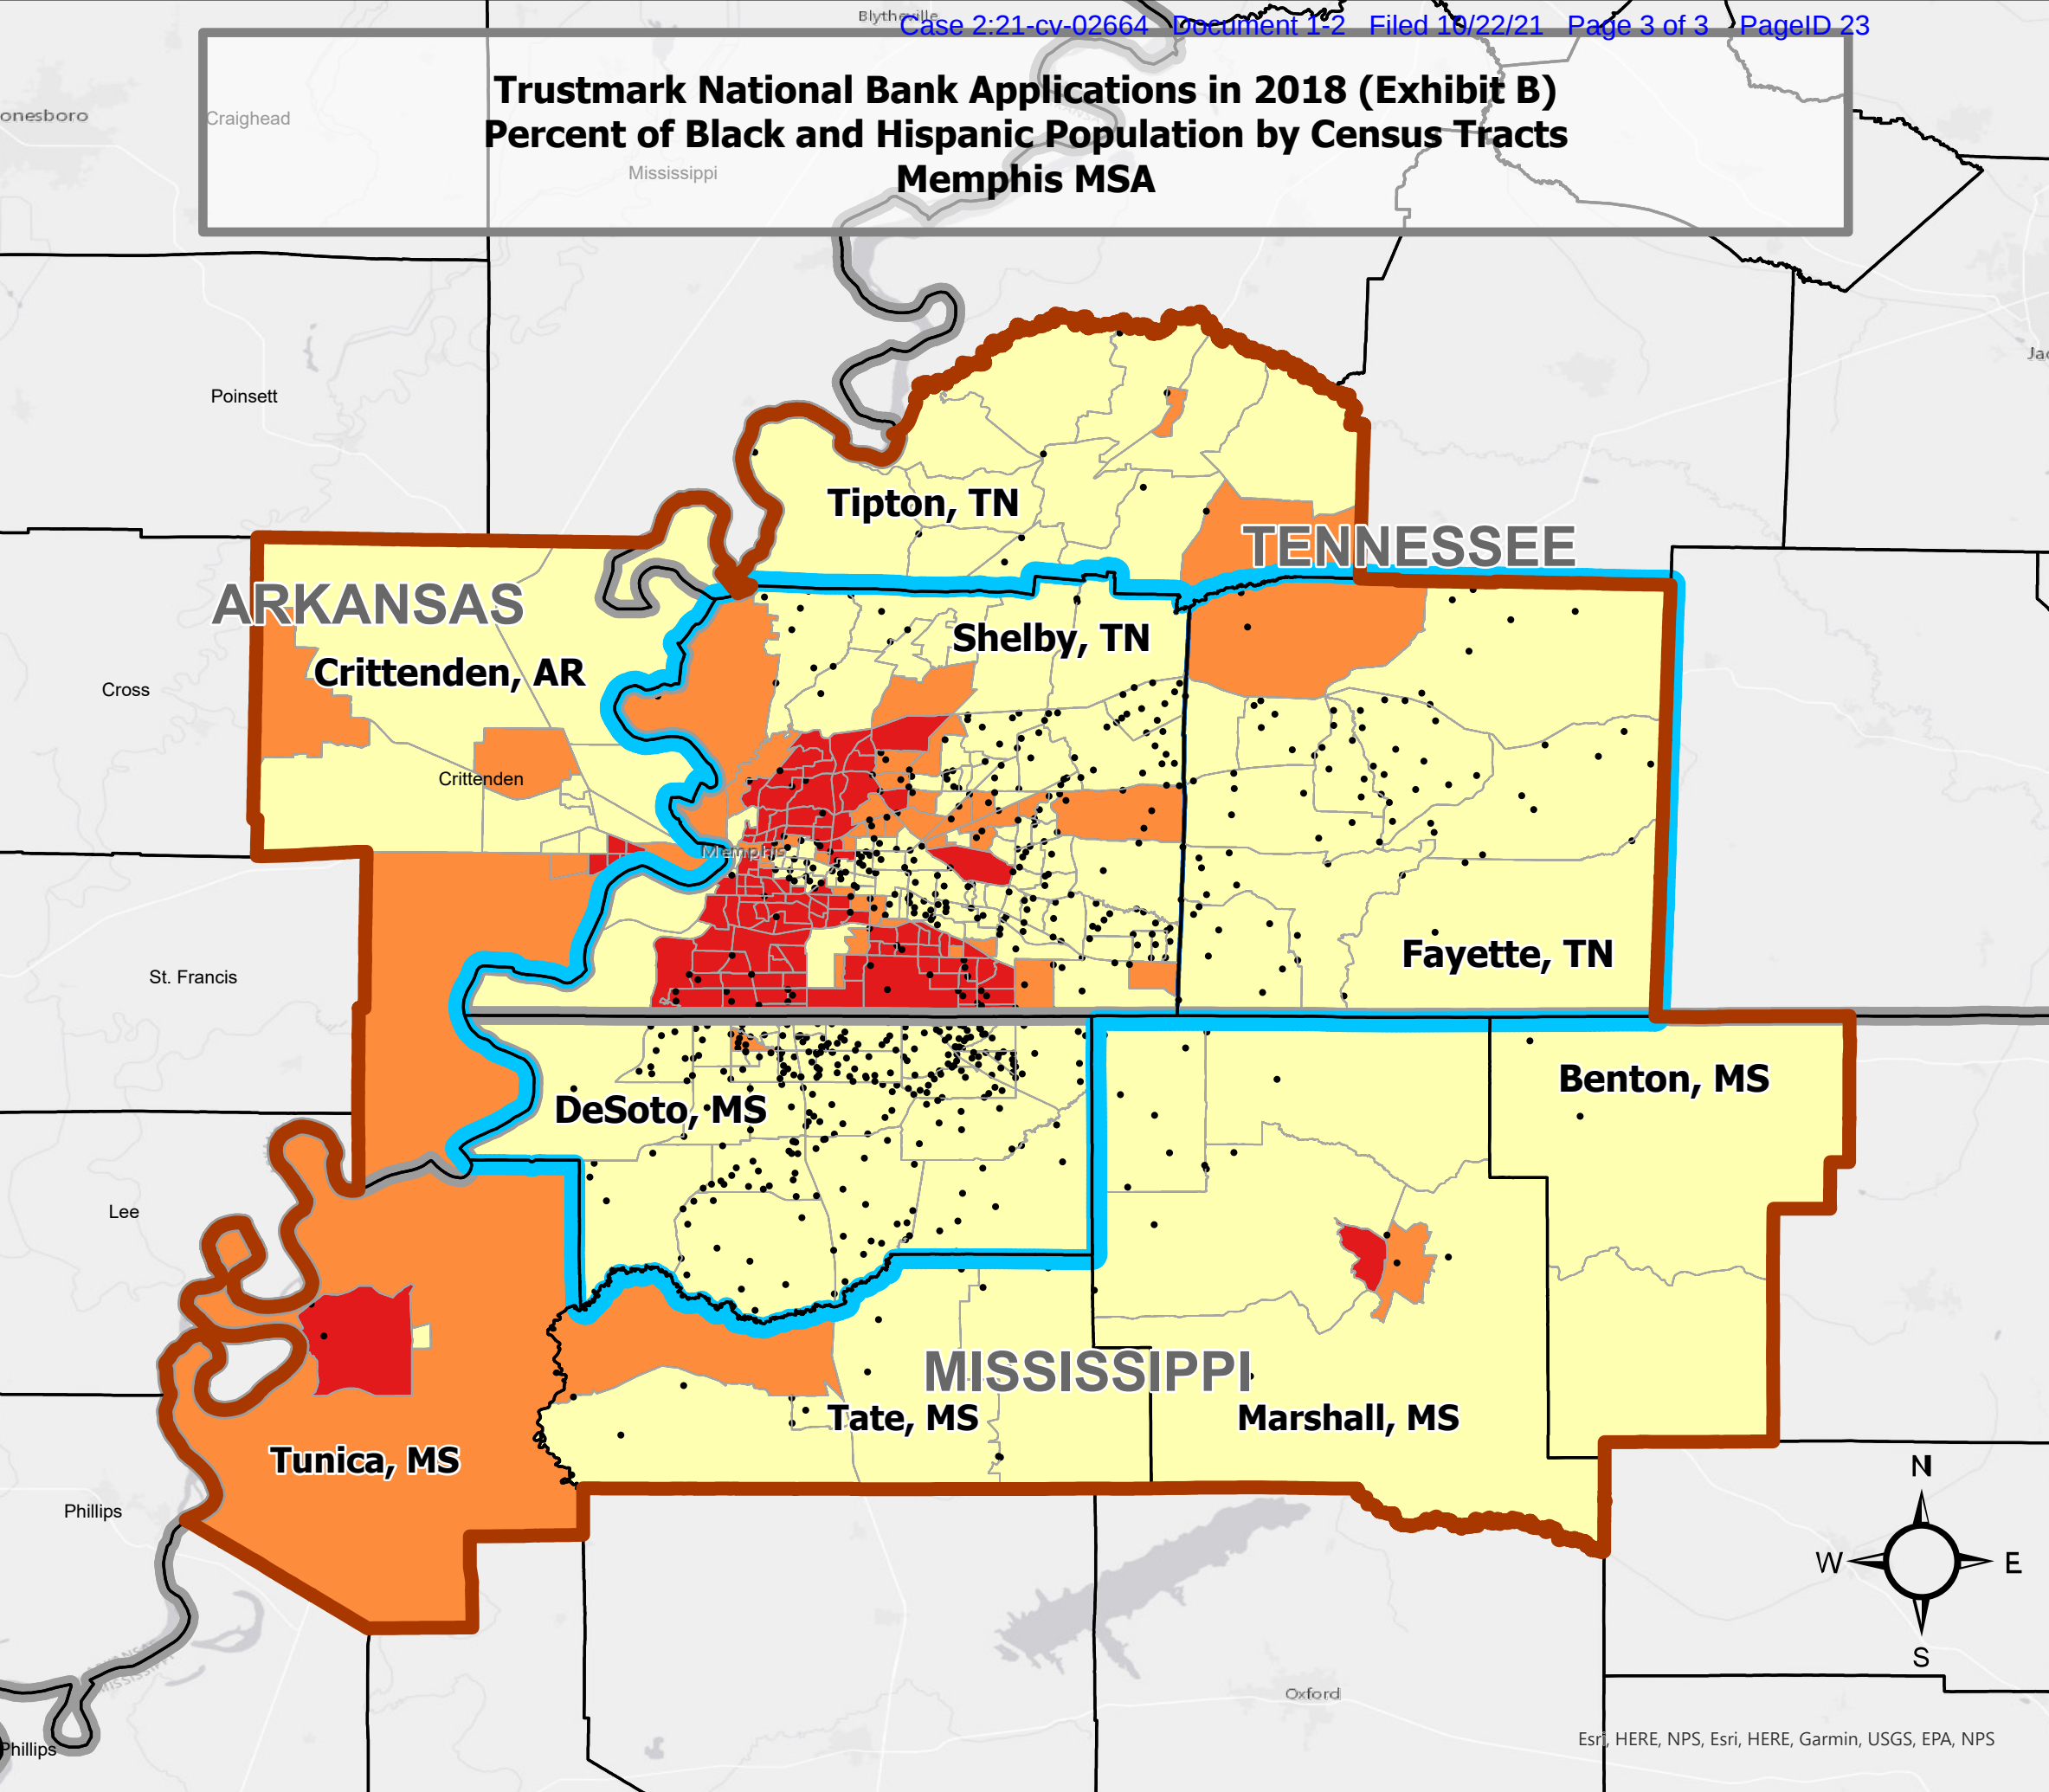 Blytheville
Case 2:21-cv-02664 Document 1-2 Filed 10/22/21 Page 3 of 3 PageID 23
Trustmark National Bank Applications in 2018 (Exhibit B)
Percent of Black and Hispanic Population by Census Tracts
Memphis MSA
onesboro
Craighead
Mississippi
Jac
Poinsett
Tipton, TN
TENNESSEE
ARKANSAS
Shelby, TN
Crittenden, AR
Cross
Crittenden
Memphis
Fayette, TN
St. Francis
Benton, MS
DeSoto, MS
Lee
MISSISSIPPI
Tate, MS
Marshall, MS
Tunica, MS
N
Phillips
W
E
S
ARKANSAS
MISSISSIPPI
Oxford
Esri, HERE, NPS, Esri, HERE, Garmin, USGS, EPA, NPS
Phillips